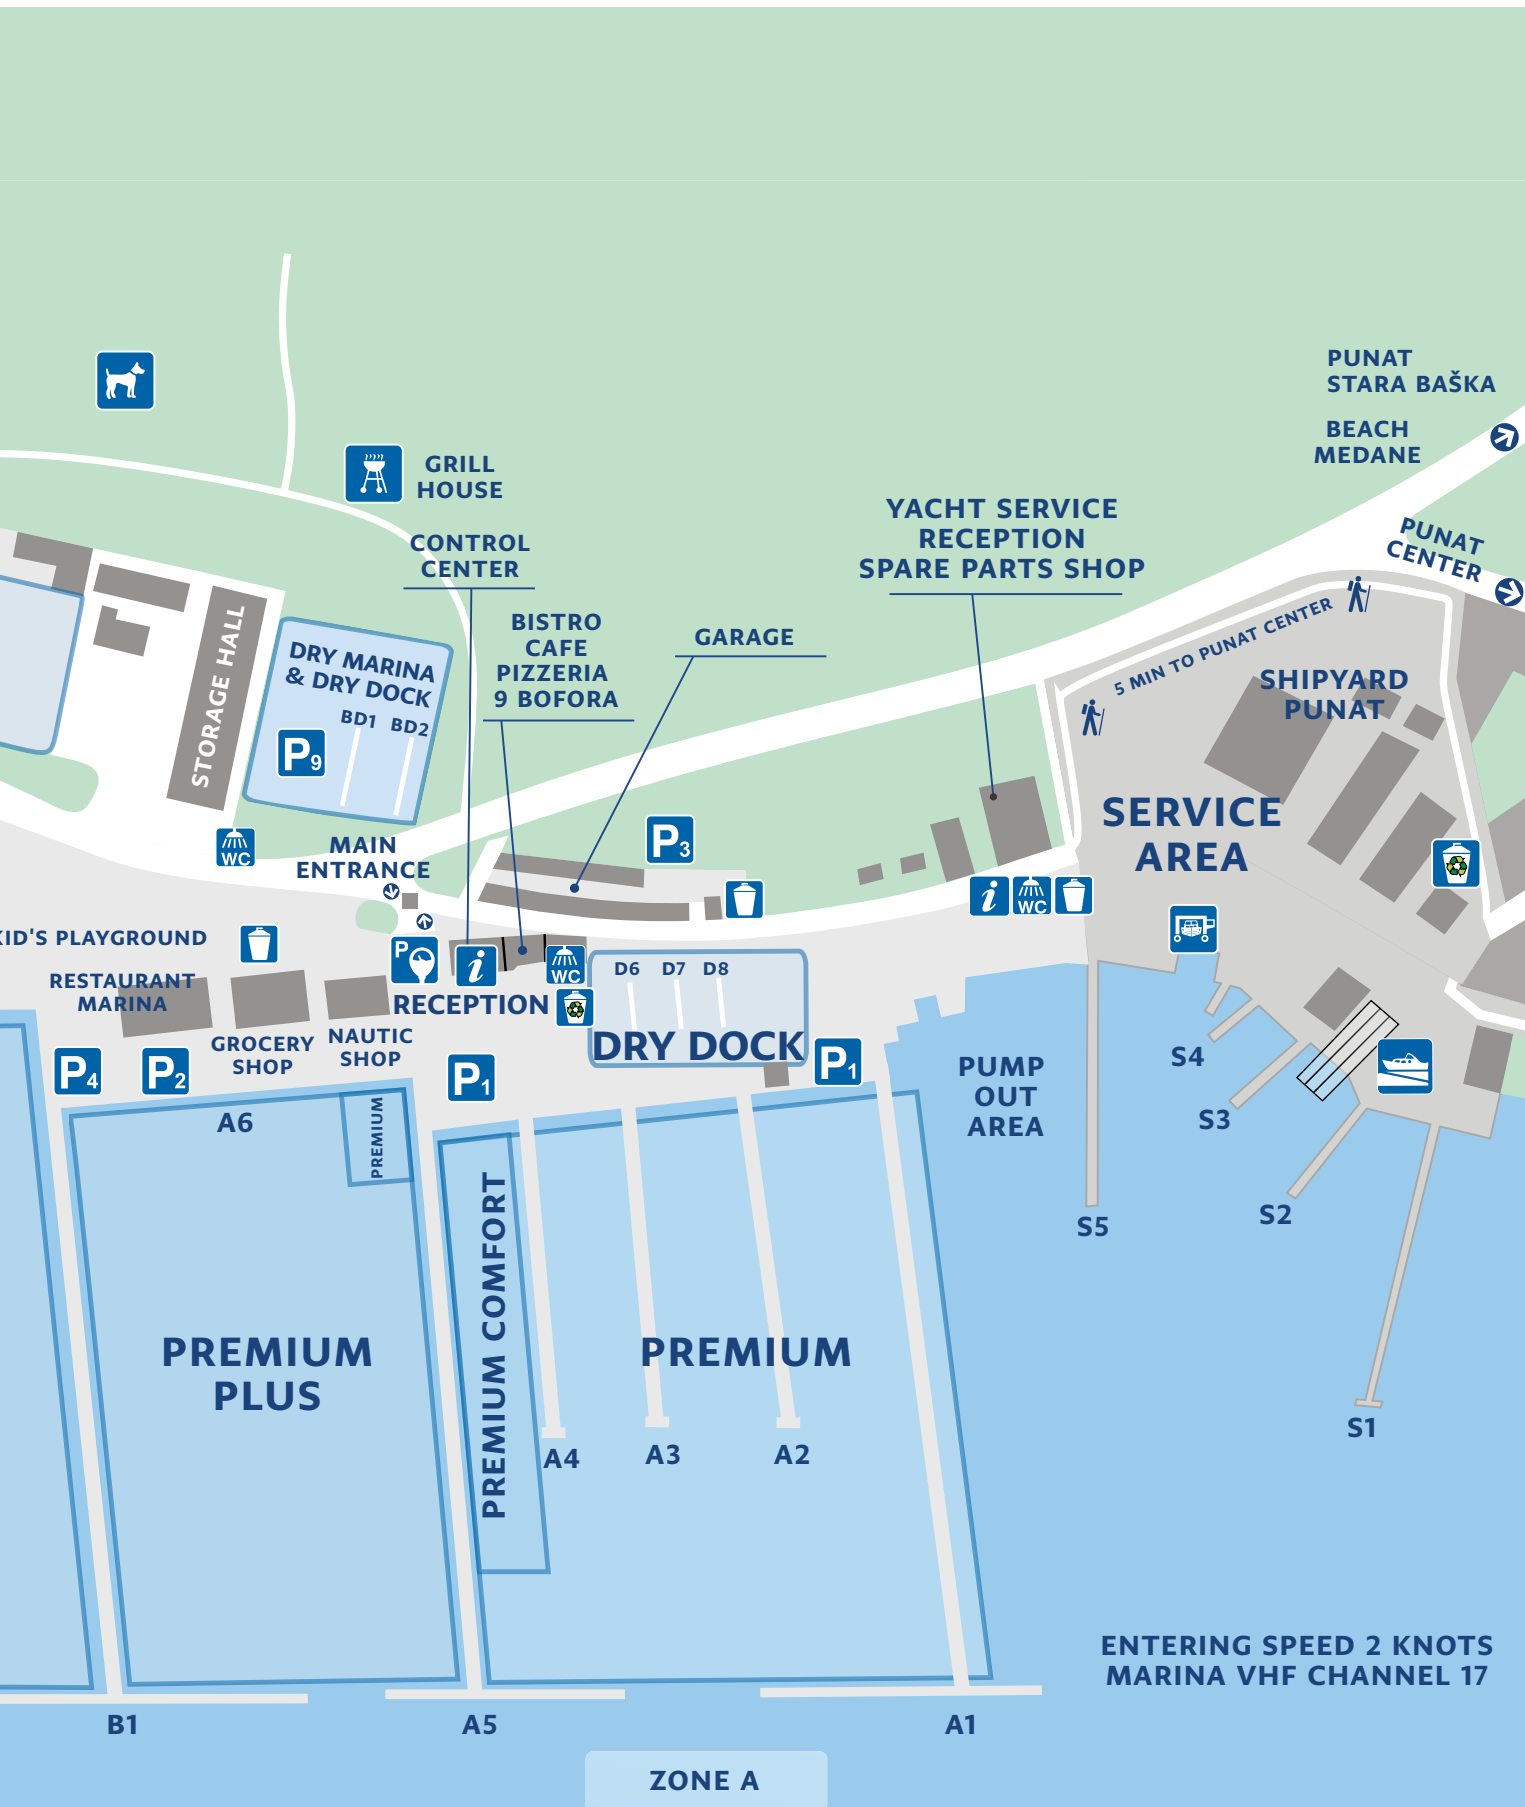 PUNAT
STARA BAŠKA
BEACH
MEDANE
GRILL
HOUSE
YACHT SERVICE
RECEPTION
SPARE PARTS SHOP
PUNAT
CENTER
CONTROL
CENTER
BISTRO
CAFE
PIZZERIA
9 BOFORA
GARAGE
5 MIN TO PUNAT CENTER
SHIPYARD
PUNAT
STORAGE HALL
DRY MARINA
& DRY DOCK
BD1
BD2
P9
SERVICE
AREA
P3
WC
MAIN
ENTRANCE
i
WC
KID'S PLAYGROUND
P
i
WC
RESTAURANT
MARINA
RECEPTION
D6
D7
D8
DRY DOCK
GROCERY
SHOP
NAUTIC
SHOP
P4
P2
P1
P1
PUMP
OUT
AREA
S4
S3
S2
S5
S1
A6
PREMIUM
PREMIUM
PLUS
PREMIUM COMFORT
PREMIUM
A4
A3
A2
ENTERING SPEED 2 KNOTS
MARINA VHF CHANNEL 17
B1
A5
A1
ZONE A